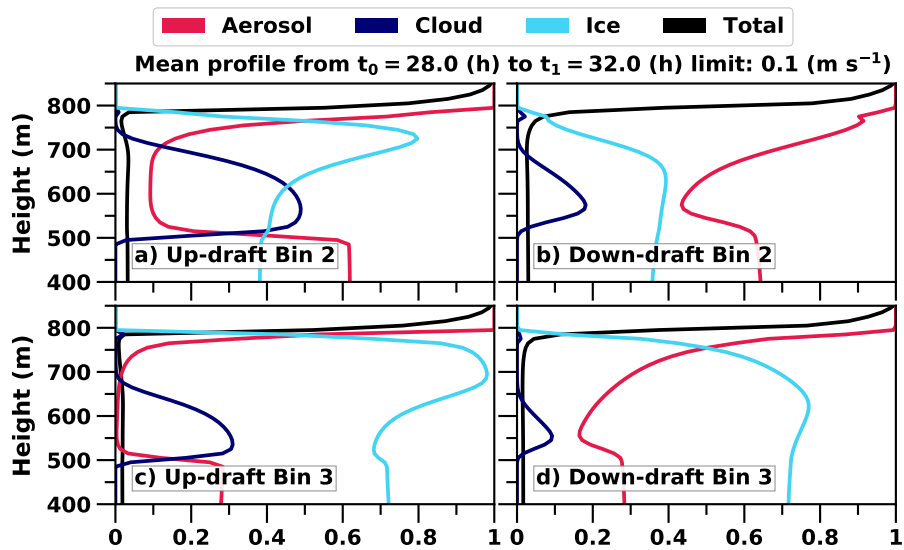 Aerosol Cloud Ice Total
Mean profile from t₀ = 28.0 (h) to t₁ = 32.0 (h) limit: 0.1 (m s⁻¹)
Height (m)
800
700
600
500
400
a) Up-draft Bin 2
b) Down-draft Bin 2
Height (m)
800
700
600
500
400
c) Up-draft Bin 3
d) Down-draft Bin 3
0 0.2 0.4 0.6 0.8 1 0 0.2 0.4 0.6 0.8 1